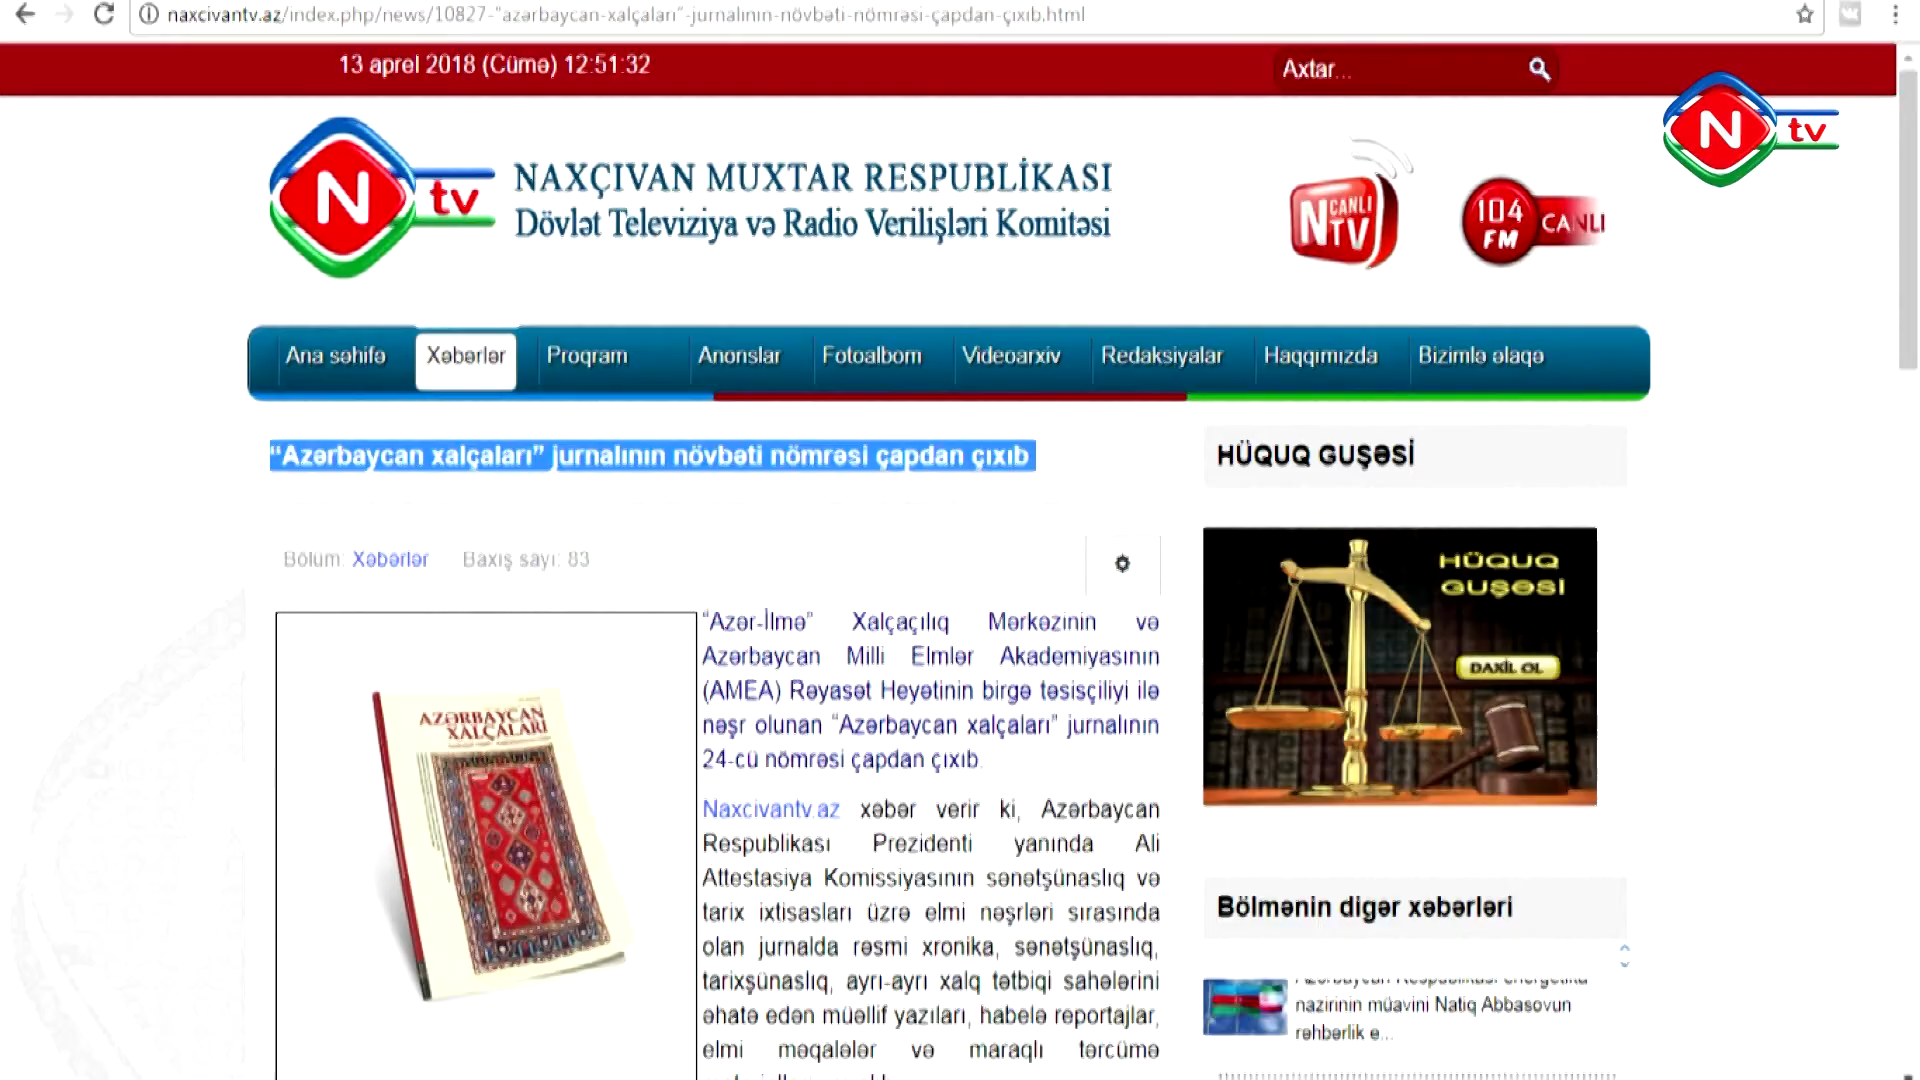 naxcivantv.az/index.php/news/10827-"azərbaycan-xalçaları"-jurnalının-növbəti-nömrəsi-çapdan-çıxıb.html
13 aprel 2018 (Cümə) 12:51:32
Axtar...
N tv
N tv
NAXÇIVAN MUXTAR RESPUBLİKASI
Dövlət Televiziya və Radio Verilişləri Komitəsi
CANLI
NTV
104
FM
CANLI
Ana səhifə
Xəbərlər
Proqram
Anonslar
Fotoalbom
Videoarxiv
Redaksiyalar
Haqqımızda
Bizimlə əlaqə
“Azərbaycan xalçaları” jurnalının növbəti nömrəsi çapdan çıxıb
Bölüm: Xəbərlər
Baxış sayı: 83
AZƏRBAYCAN
XALÇALARI
“Azər-İlmə” Xalçaçılıq Mərkəzinin və
Azərbaycan Milli Elmlər Akademiyasının
(AMEA) Rəyasət Heyətinin birgə təsisçiliyi ilə
nəşr olunan “Azərbaycan xalçaları” jurnalının
24-cü nömrəsi çapdan çıxıb.
Naxcivantv.az xəbər verir ki, Azərbaycan
Respublikası Prezidenti yanında Ali
Attestasiya Komissiyasının sənətşünaslıq və
tarix ixtisasları üzrə elmi nəşrləri sırasında
olan jurnalda rəsmi xronika, sənətşünaslıq,
tarixşünaslıq, ayrı-ayrı xalq tətbiqi sahələrini
əhatə edən müəllif yazıları, habelə reportajlar,
elmi məqalələr və maraqlı tərcümə
HÜQUQ GUŞƏSİ
HÜQUQ
GUŞƏSİ
DAXİL OL
Bölmənin digər xəbərləri
Azərbaycan Respublikası energetika
nazirinin müavini Natiq Abbasovun
rəhbərlik e...